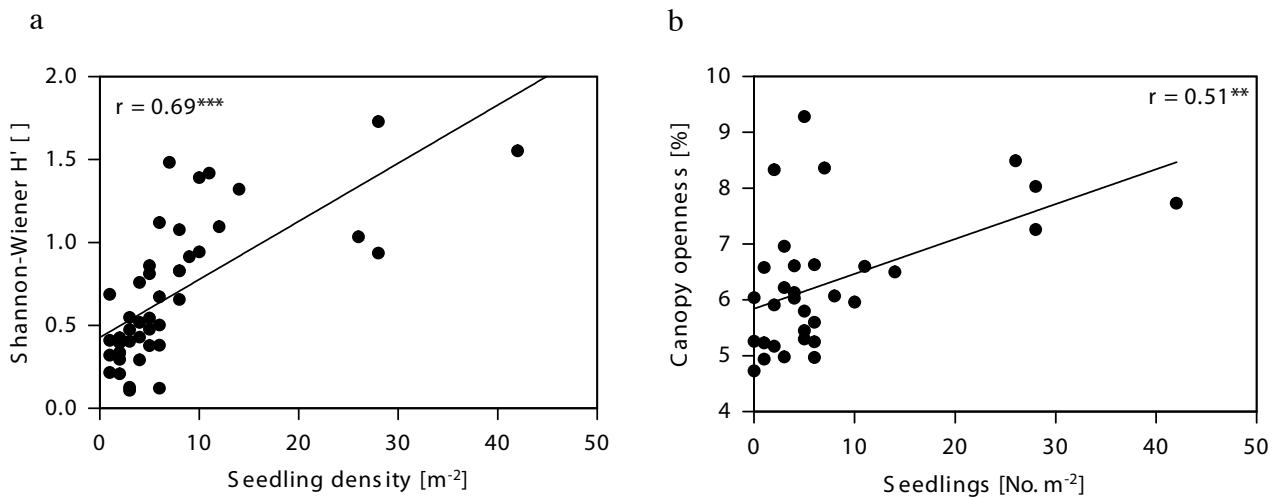 a
r = 0.69***
Shannon-Wiener H' [ ]
2.0
1.5
1.0
0.5
0.0
0 10 20 30 40 50
Seedling density [m-2]
b
r = 0.51**
Canopy openness [%]
10
9
8
7
6
5
4
0 10 20 30 40 50
Seedlings [No. m-2]